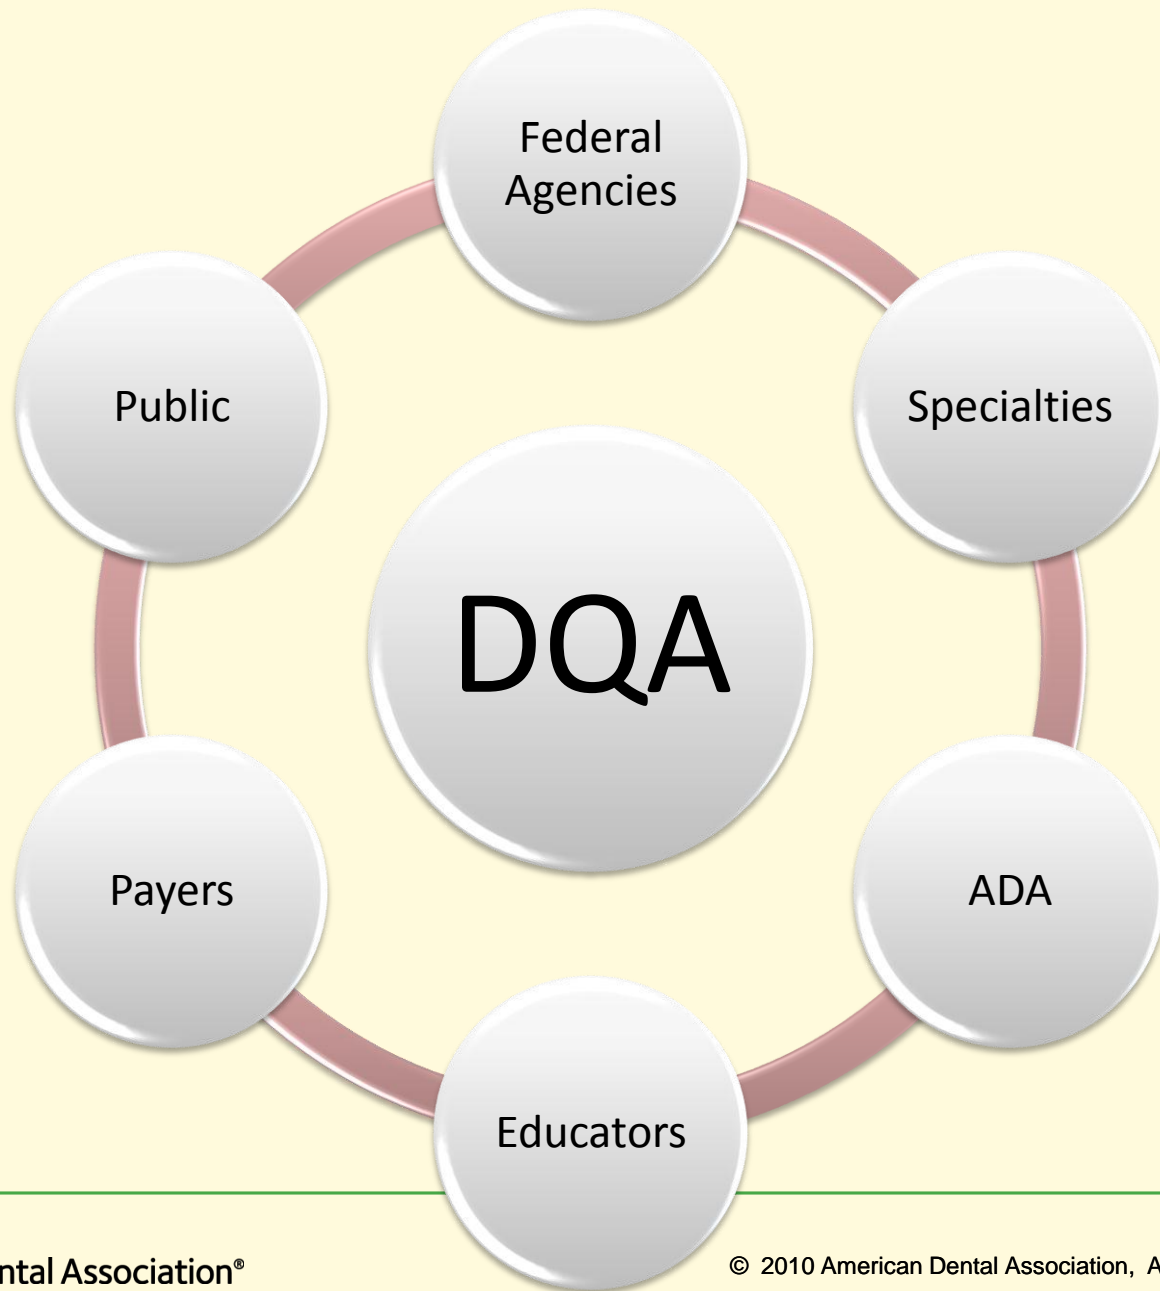 Federal
Agencies
Public
Specialties
DQA
Payers
ADA
Educators
ntal Association®
© 2010 American Dental Association, A